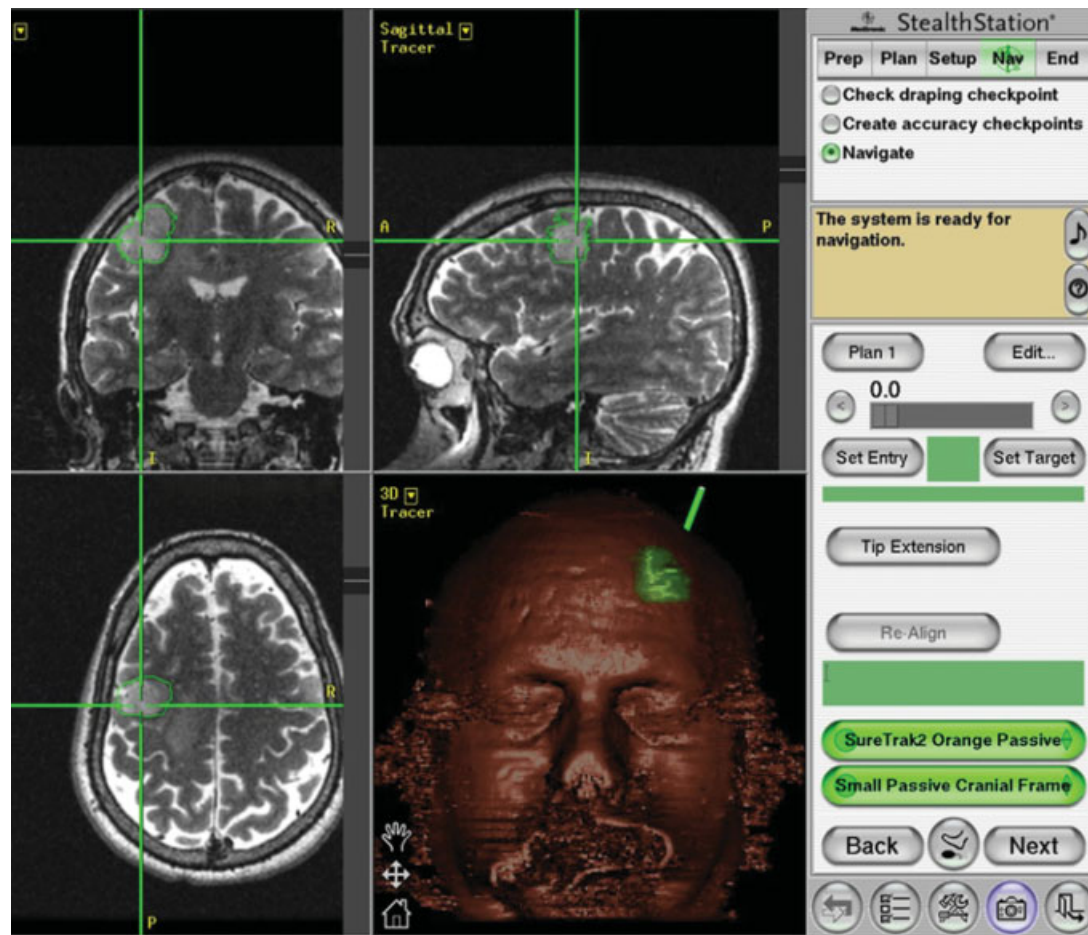 Sagittal
Tracer
R
A
P
I
I
3D
Tracer
R
P
Medtronic
StealthStation®
Prep Plan Setup Nav End
Check draping checkpoint
Create accuracy checkpoints
Navigate
The system is ready for
navigation.
Plan 1 Edit...
0.0
< >
Set Entry Set Target
Tip Extension
Re-Align
SureTrak2 Orange Passive
Small Passive Cranial Frame
Back Next